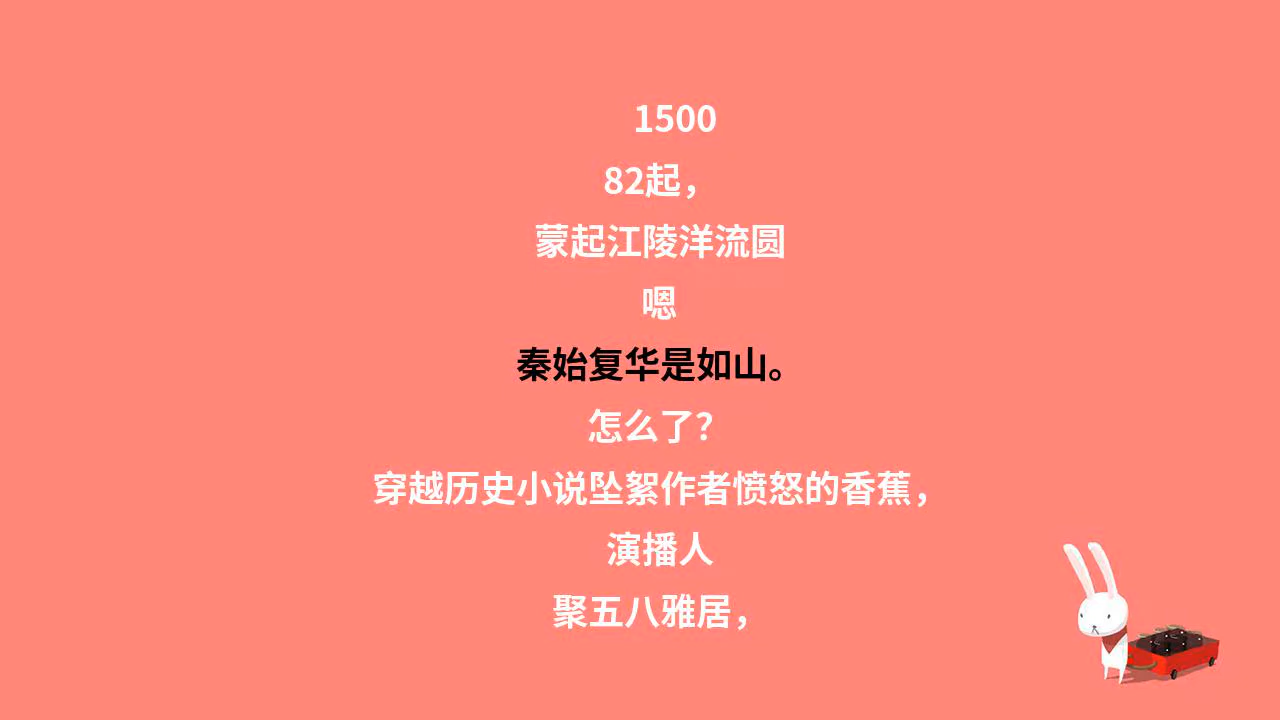 1500
82起，
蒙起江陵洋流圆
嗯
秦始复华是如山。
怎么了？
穿越历史小说坠絮作者愤怒的香蕉，
演播人
聚五八雅居，